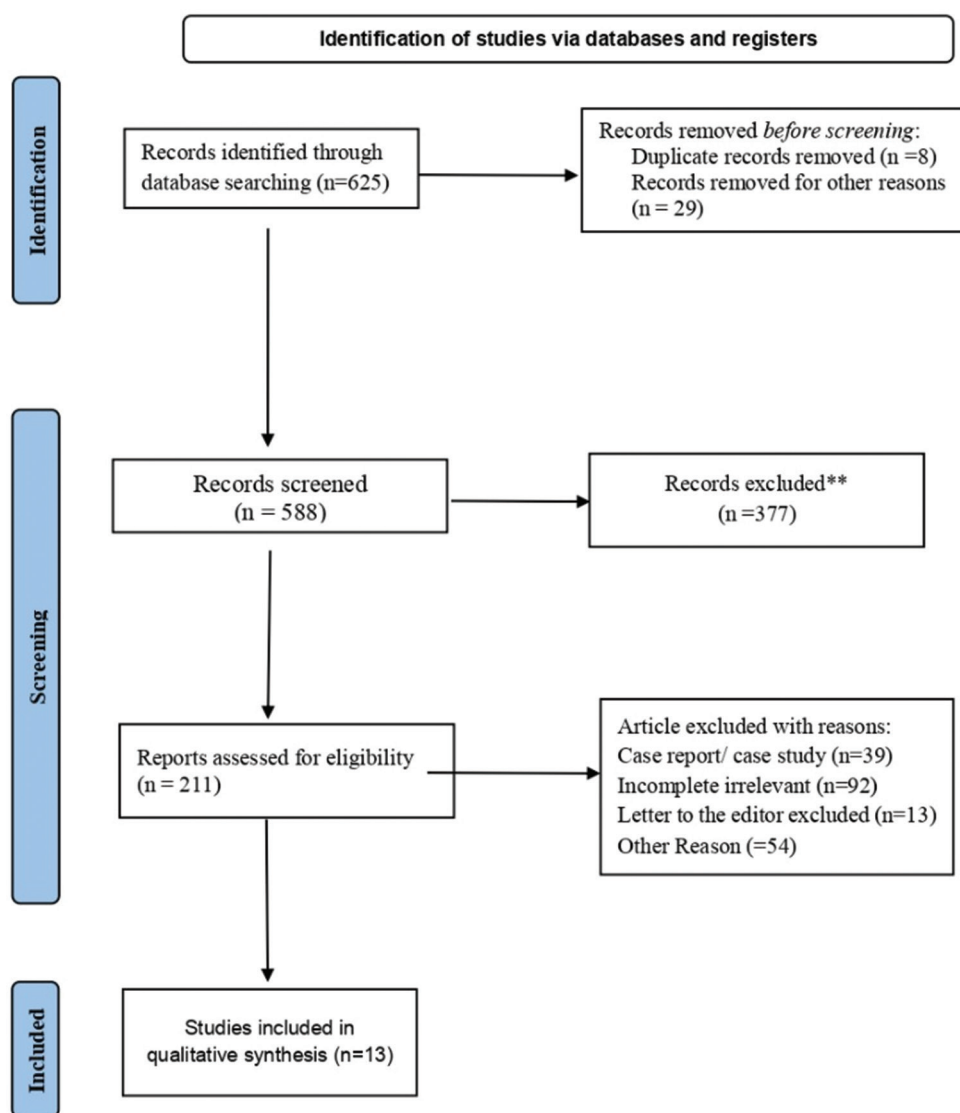 Identification of studies via databases and registers
Identification
Records identified through
database searching (n=625)
Records removed before screening:
Duplicate records removed (n =8)
Records removed for other reasons
(n = 29)
Screening
Records screened
(n = 588)
Records excluded**
(n =377)
Reports assessed for eligibility
(n = 211)
Article excluded with reasons:
Case report/ case study (n=39)
Incomplete irrelevant (n=92)
Letter to the editor excluded (n=13)
Other Reason (=54)
Included
Studies included in
qualitative synthesis (n=13)